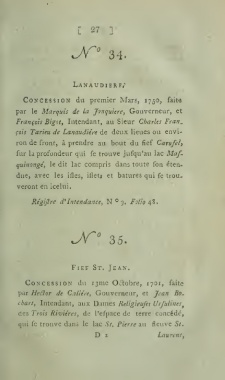 [ 27 ]
N° 34.
LANAUDIERE.
CONCESSION du premier Mars, 1750, faite
par le Marquis de la Jonquiere, Gouverneur, et
François Bigot, Intendant, au Sieur Charles Fran-
çois Tarieu de Lanaudiére de deux lieues ou envi-
ron de front, à prendre au bout du fief Carufel,
sur la profondeur qui se trouve jusqu'au lac Mas-
quinongé, le dit lac compris dans toute son éten-
due, avec les isles, islets et batures qui se trou-
veront en icelui.
Régistre d'Intendance, N° 9. Folio 48.
N° 35.
FIEF ST. JEAN.
CONCESSION du 13me Octobre, 1701, faite
par Hector de Caliére, Gouverneur, et Jean Bo-
chart, Intendant, aux Dames Religieuses Ursulines,
des Trois Riviéres, de l'espace de terre concédé,
qui se trouve dans le lac St. Pierre au fleuve St.
D 2 Laurent,